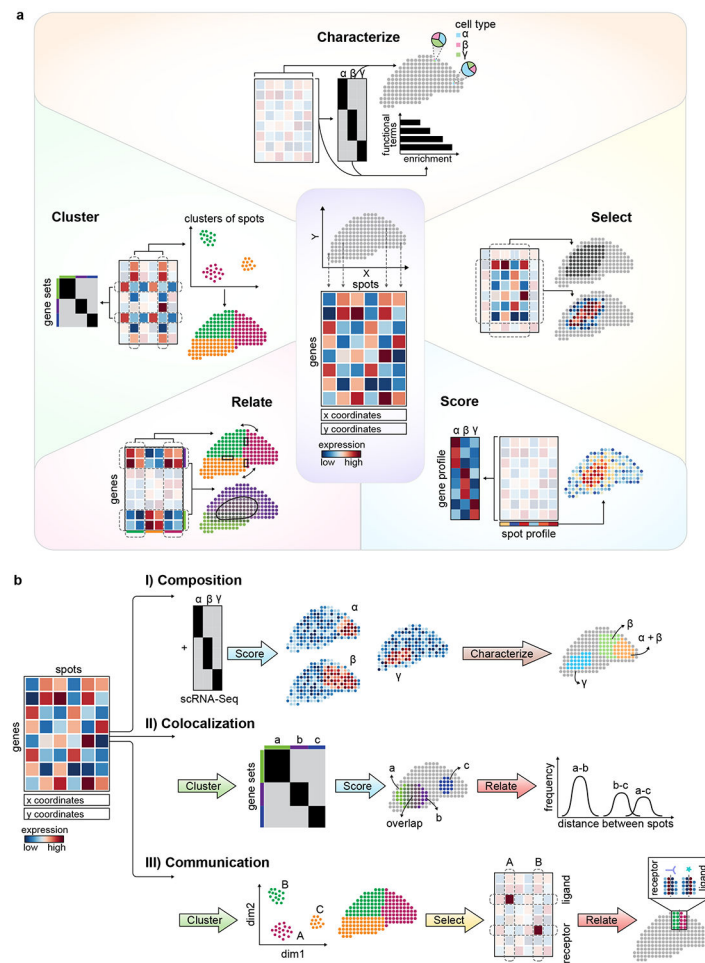 a
Characterize
cell type
α
β
γ
α β γ
functional
terms
enrichment
Cluster
clusters of spots
gene sets
Y
X
spots
genes
x coordinates
y coordinates
expression
low high
Select
Relate
genes
Score
α β γ
gene profile
spot profile
b
I) Composition
α β γ
+
scRNA-Seq
Score
α
β
γ
Characterize
β
α + β
γ
spots
genes
x coordinates
y coordinates
expression
low high
II) Colocalization
Cluster
a b c
gene sets
Score
a
c
overlap
b
Relate
frequency
a-b
b-c
a-c
distance between spots
III) Communication
Cluster
dim2
B
C
A
dim1
Select
A B
ligand
receptor
Relate
receptor
ligand